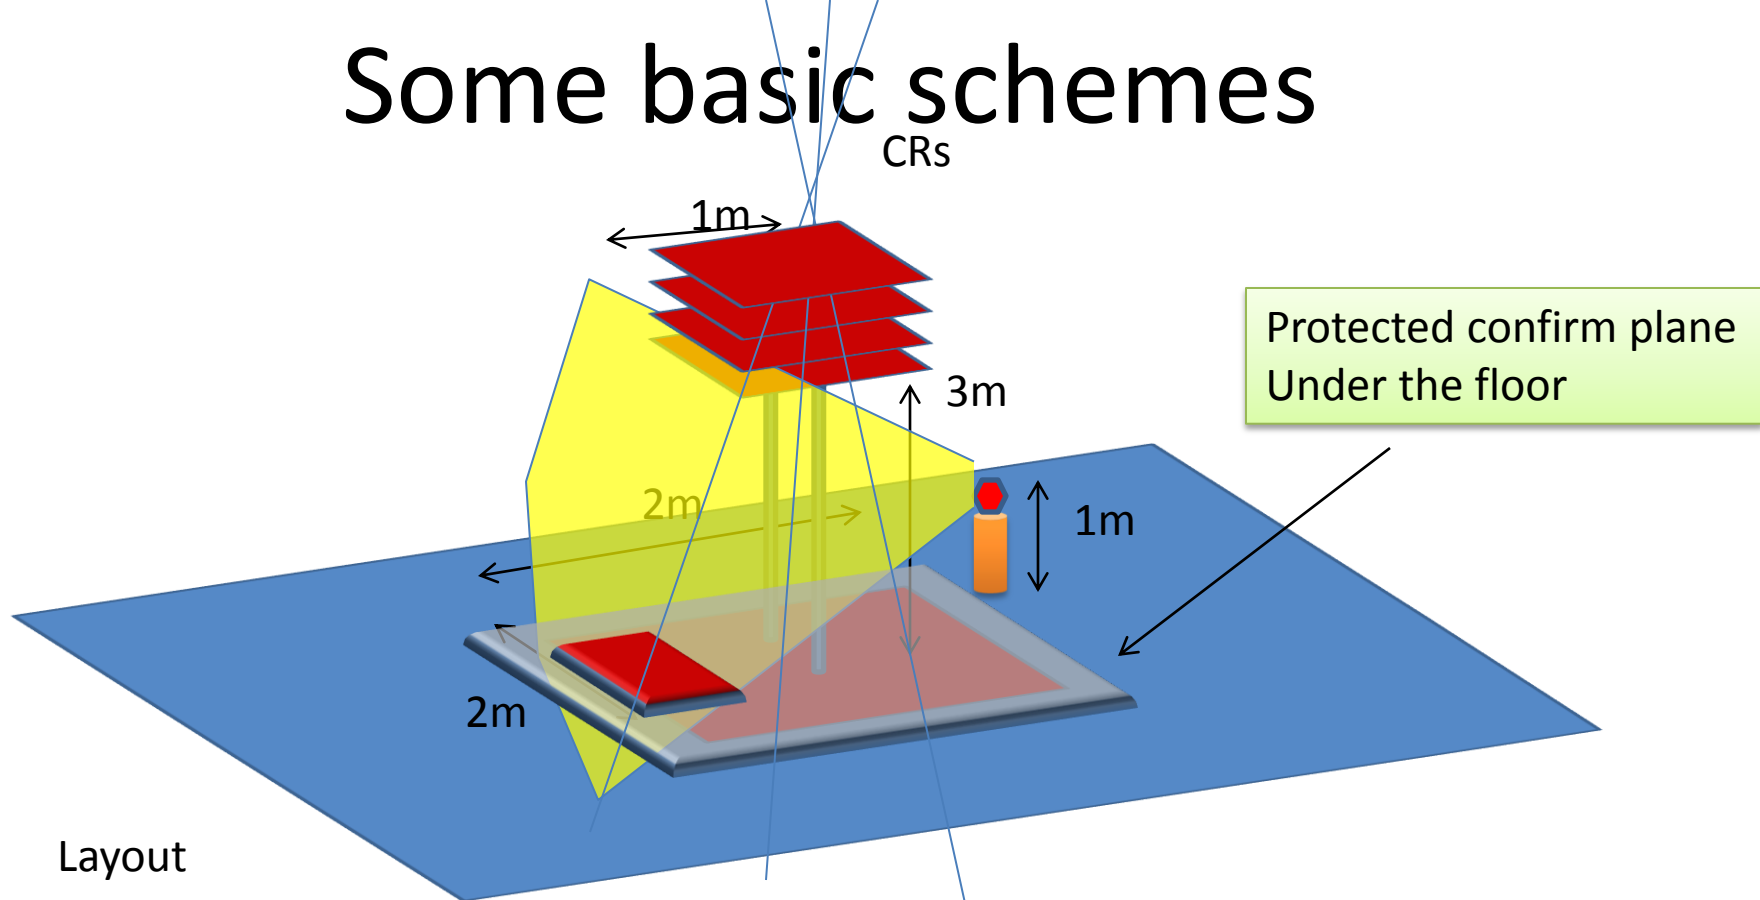 Some basic schemes
CRs
1m
Protected confirm plane
Under the floor
3m
2m
1m
2m
Layout